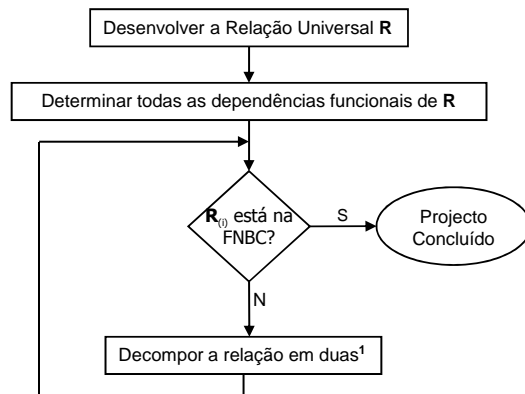 Desenvolver a Relação Universal R
Determinar todas as dependências funcionais de R
R(i) está na
FNBC?
S
Projecto
Concluído
N
Decompor a relação em duas¹